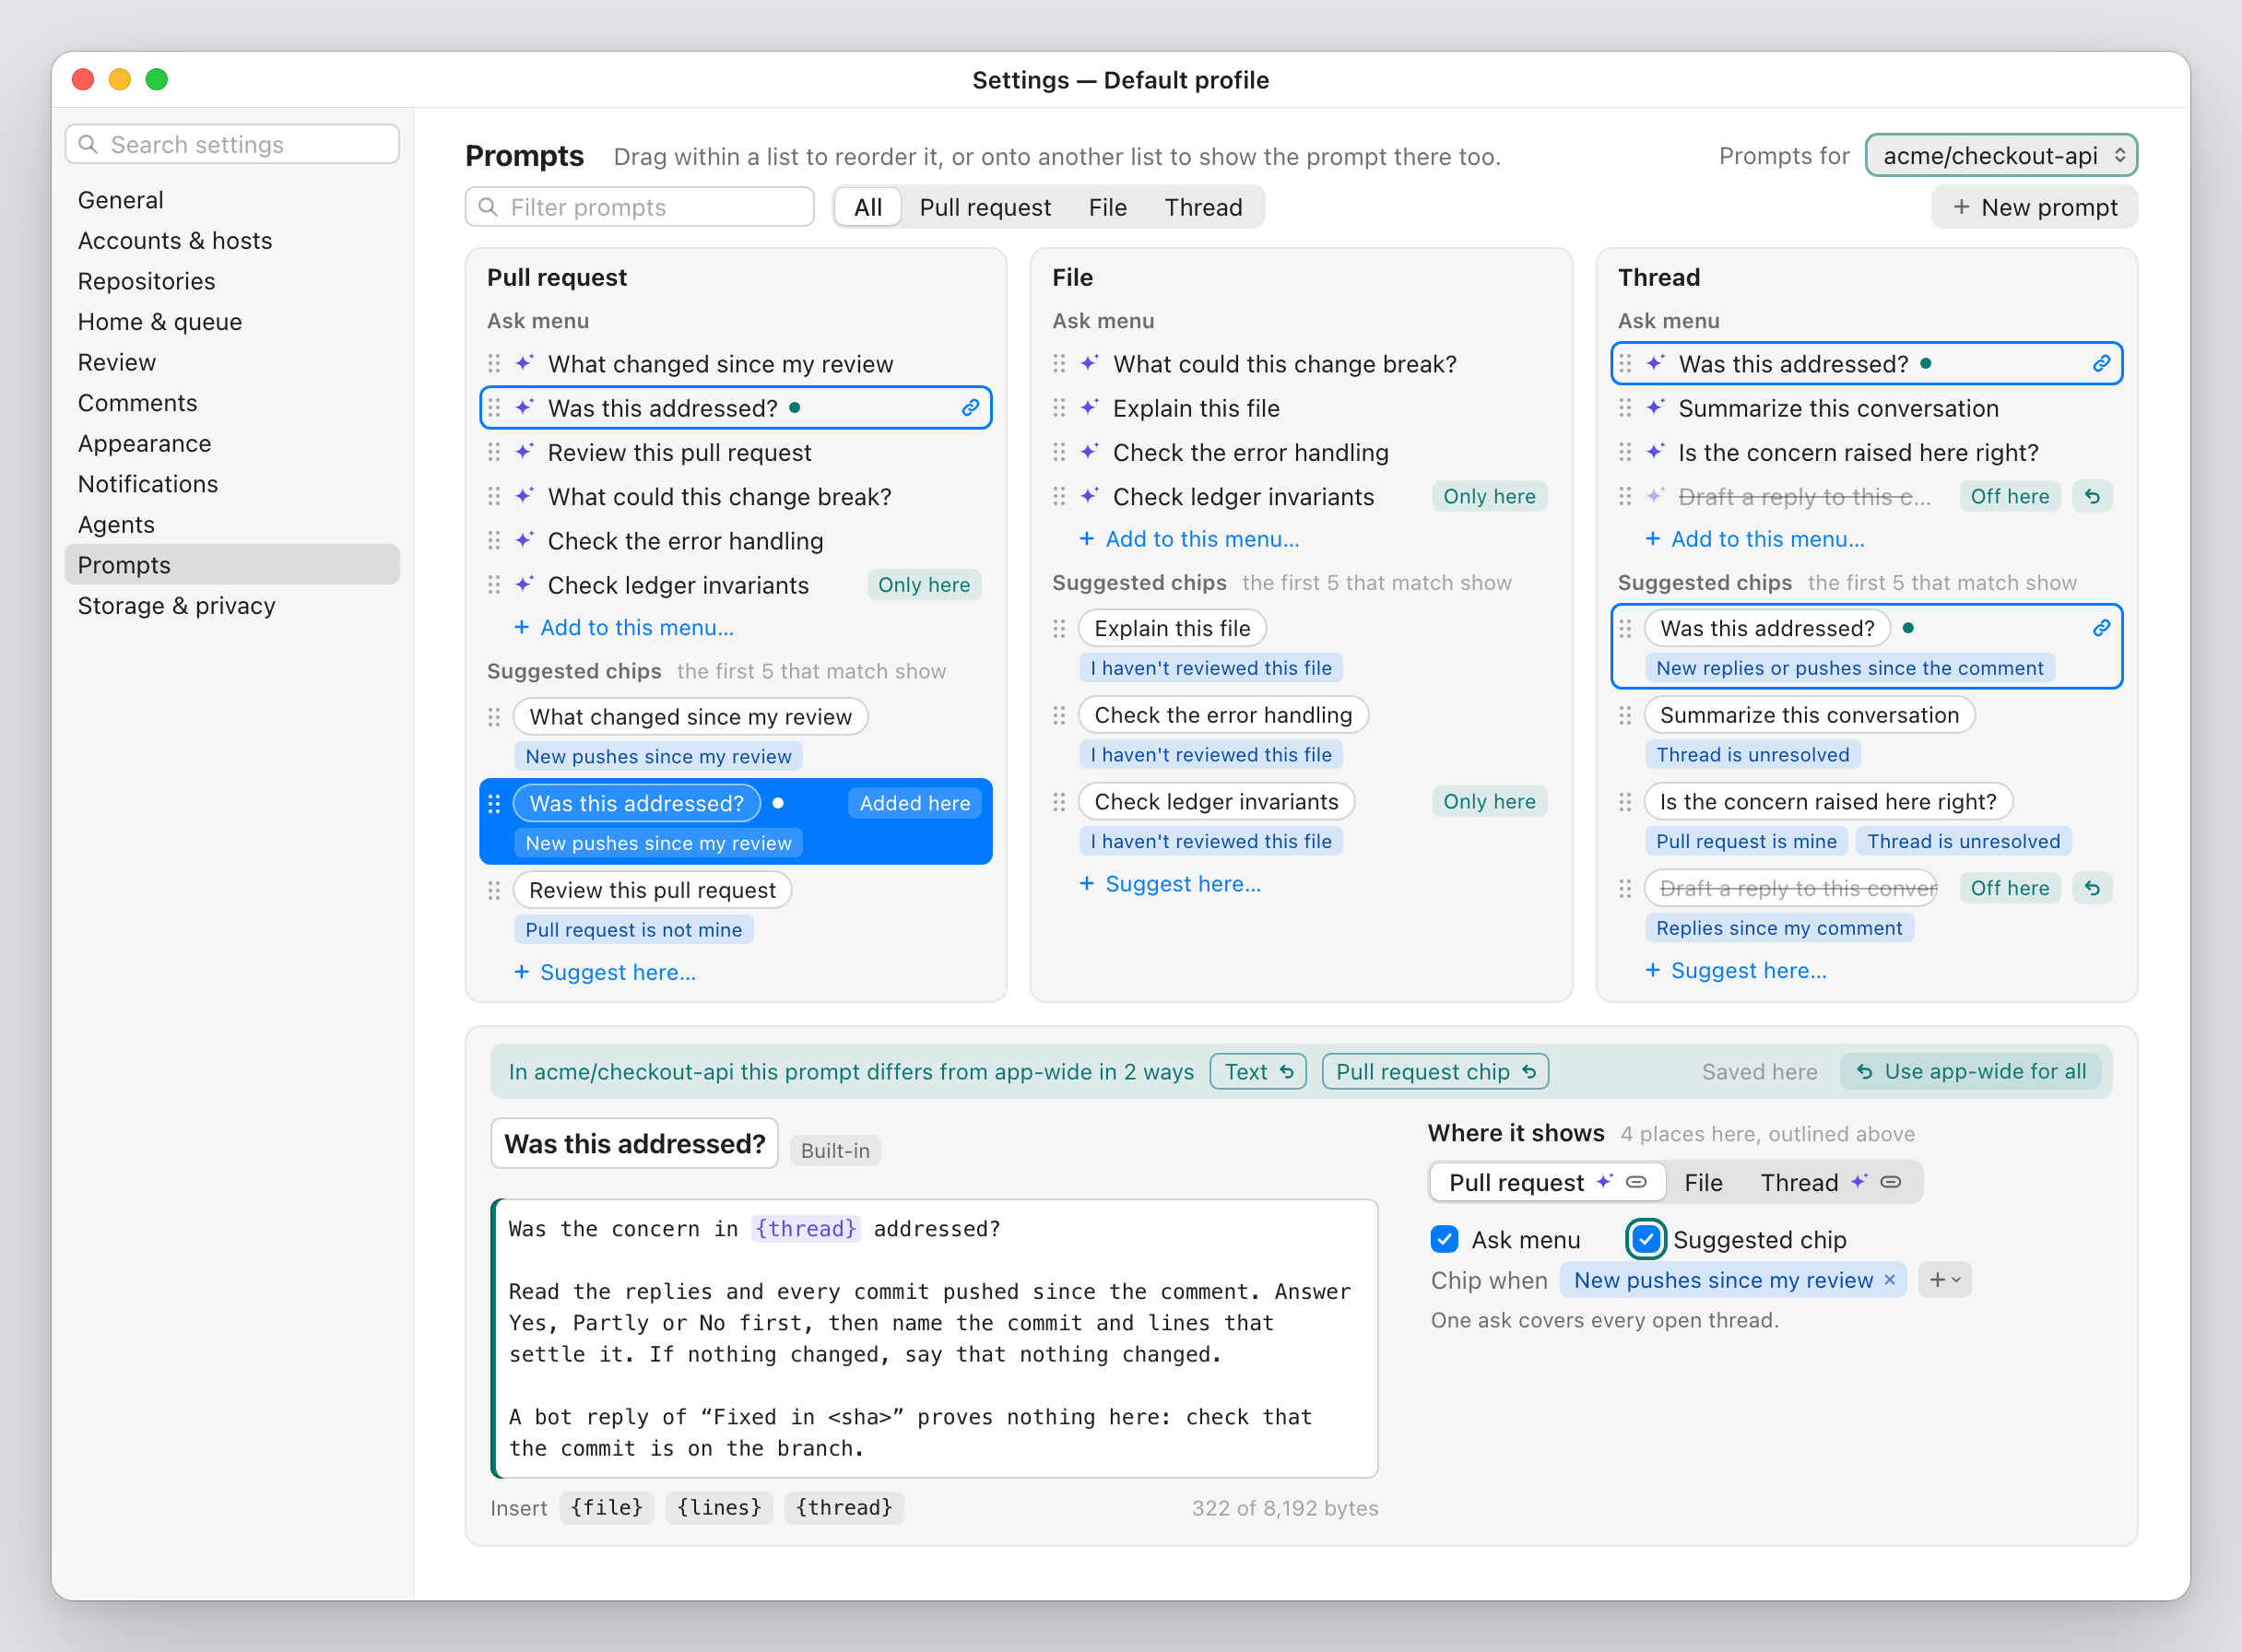 Settings — Default profile
Search settings
General
Accounts & hosts
Repositories
Home & queue
Review
Comments
Appearance
Notifications
Agents
Prompts
Storage & privacy
Prompts Drag within a list to reorder it, or onto another list to show the prompt there too. Prompts for acme/checkout-api
Filter prompts All Pull request File Thread + New prompt
Pull request
Ask menu
What changed since my review
Was this addressed?
Review this pull request
What could this change break?
Check the error handling
Check ledger invariants Only here
+ Add to this menu...
Suggested chips the first 5 that match show
What changed since my review
New pushes since my review
Was this addressed? Added here
New pushes since my review
Review this pull request
Pull request is not mine
+ Suggest here...
File
Ask menu
What could this change break?
Explain this file
Check the error handling
Check ledger invariants Only here
+ Add to this menu...
Suggested chips the first 5 that match show
Explain this file
I haven't reviewed this file
Check the error handling
I haven't reviewed this file
Check ledger invariants Only here
I haven't reviewed this file
+ Suggest here...
Thread
Ask menu
Was this addressed?
Summarize this conversation
Is the concern raised here right?
Draft a reply to this c... Off here
+ Add to this menu...
Suggested chips the first 5 that match show
Was this addressed?
New replies or pushes since the comment
Summarize this conversation
Thread is unresolved
Is the concern raised here right?
Pull request is mine Thread is unresolved
Draft a reply to this conver Off here
Replies since my comment
+ Suggest here...
In acme/checkout-api this prompt differs from app-wide in 2 ways Text Pull request chip Saved here Use app-wide for all
Was this addressed? Built-in
Was the concern in {thread} addressed?
Read the replies and every commit pushed since the comment. Answer
Yes, Partly or No first, then name the commit and lines that
settle it. If nothing changed, say that nothing changed.
A bot reply of “Fixed in <sha>” proves nothing here: check that
the commit is on the branch.
Insert {file} {lines} {thread} 322 of 8,192 bytes
Where it shows 4 places here, outlined above
Pull request File Thread
Ask menu Suggested chip
Chip when New pushes since my review × +
One ask covers every open thread.